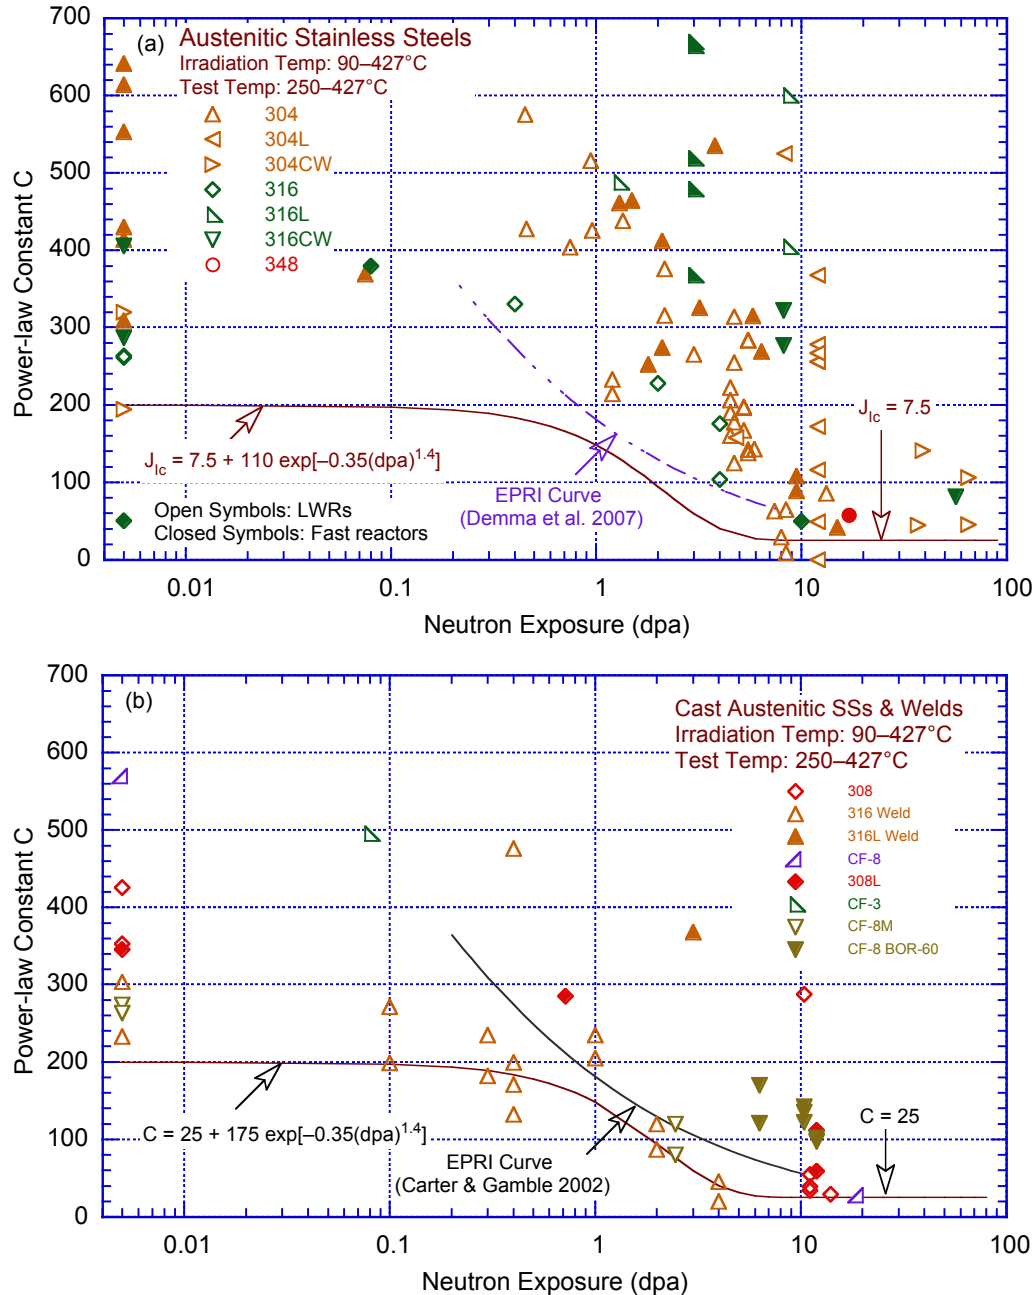 (a)
Austenitic Stainless Steels
Irradiation Temp: 90–427°C
Test Temp: 250–427°C
304
304L
304CW
316
316L
316CW
348
700
600
500
400
300
200
100
0
Power-law Constant C
J_Ic = 7.5
J_Ic = 7.5 + 110 exp[–0.35(dpa)^1.4]
EPRI Curve
(Demma et al. 2007)
Open Symbols: LWRs
Closed Symbols: Fast reactors
0.01 0.1 1 10 100
Neutron Exposure (dpa)
(b)
Cast Austenitic SSs & Welds
Irradiation Temp: 90–427°C
Test Temp: 250–427°C
308
316 Weld
316L Weld
CF-8
308L
CF-3
CF-8M
CF-8 BOR-60
700
600
500
400
300
200
100
0
Power-law Constant C
C = 25
C = 25 + 175 exp[–0.35(dpa)^1.4]
EPRI Curve
(Carter & Gamble 2002)
0.01 0.1 1 10 100
Neutron Exposure (dpa)